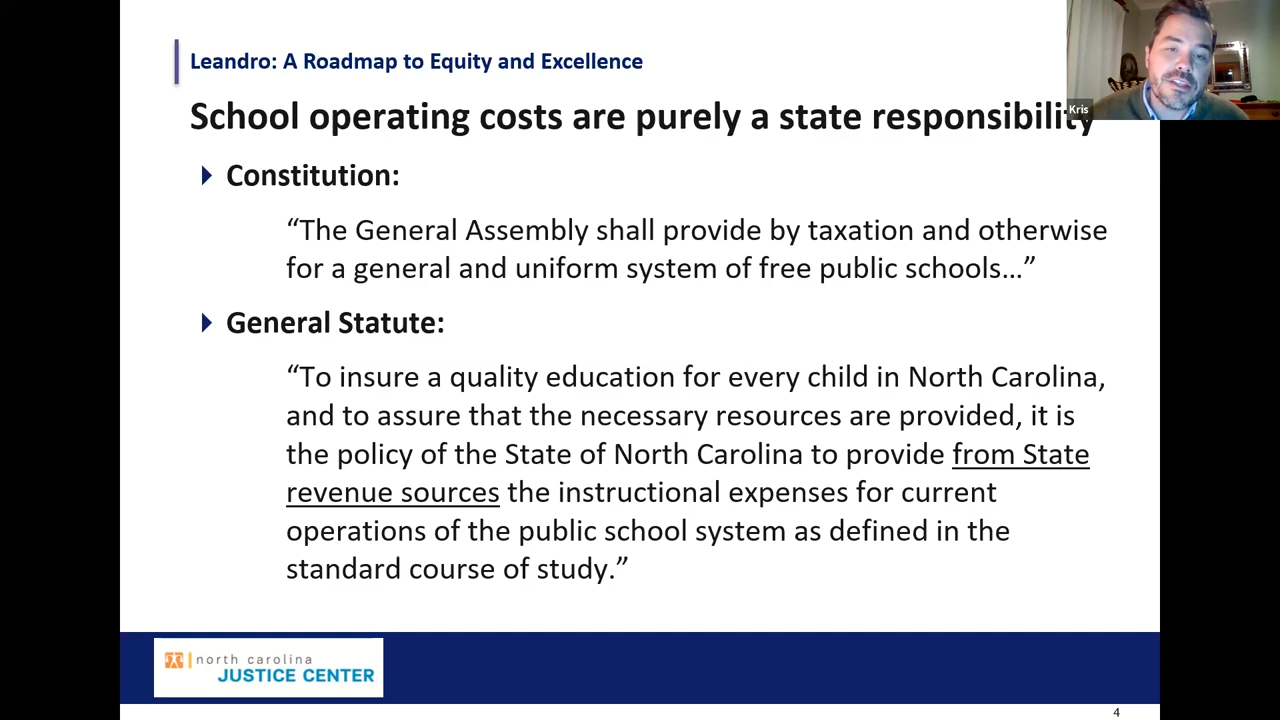 Leandro: A Roadmap to Equity and Excellence
School operating costs are purely a state responsibility
Kris
Constitution:
“The General Assembly shall provide by taxation and otherwise
for a general and uniform system of free public schools…”
General Statute:
“To insure a quality education for every child in North Carolina,
and to assure that the necessary resources are provided, it is
the policy of the State of North Carolina to provide from State
revenue sources the instructional expenses for current
operations of the public school system as defined in the
standard course of study.”
north carolina
JUSTICE CENTER
4